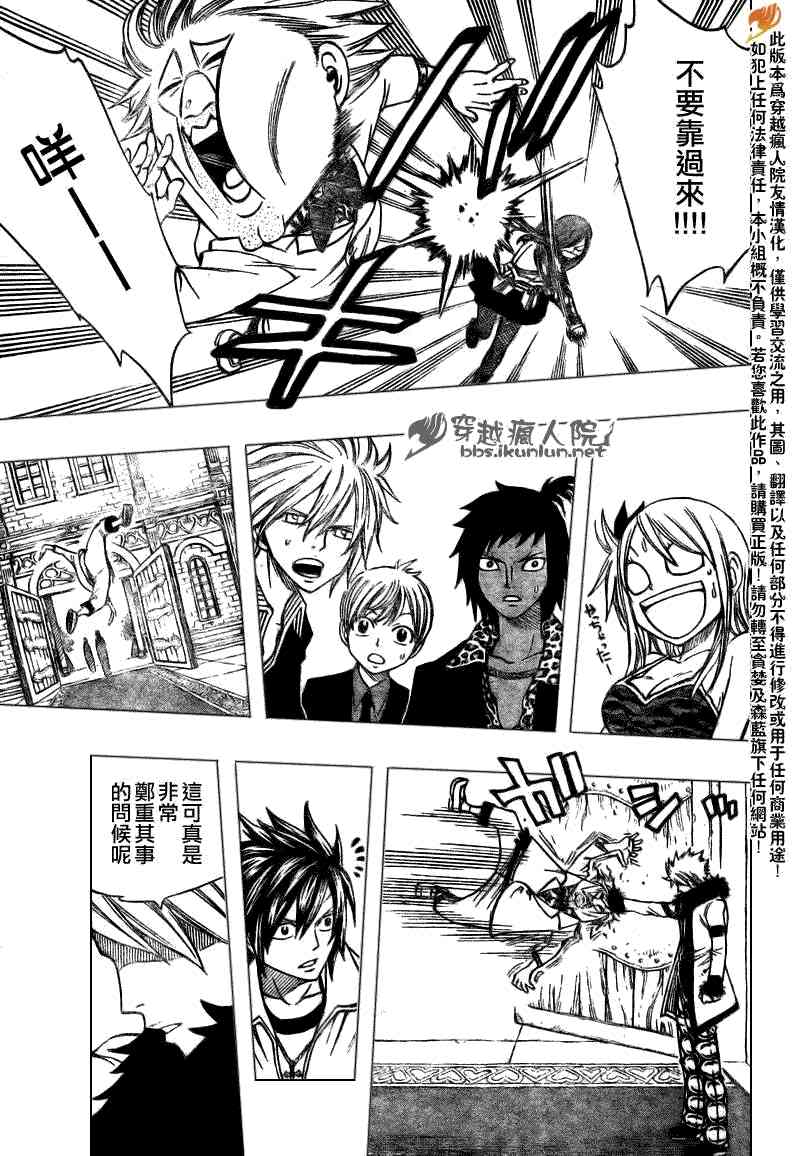 此版本爲穿越瘋人院友情漢化，僅供學習交流之用，其圖、翻譯以及任何部分不得進行修改或用于任何商業用途！
如犯上任何法律責任，本小組概不負責。若您喜歡此作品，請購買正版！請勿轉至貪婪及森藍旗下任何網站！
不要靠過來!!!!
咩——
ドキ
穿越瘋人院
bbs.ikunlun.net
ガシ
這可真是
非常
鄭重其事
的問候呢